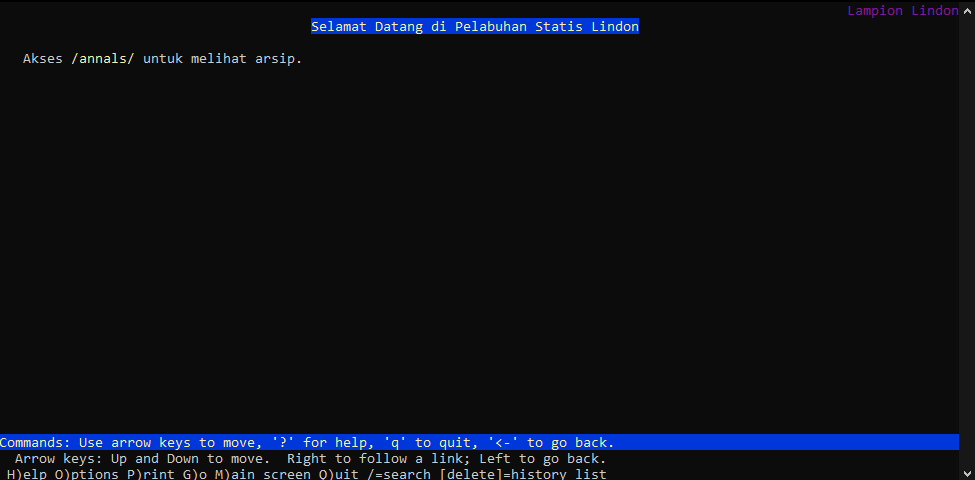 Lampion Lindon
Selamat Datang di Pelabuhan Statis Lindon
Akses /annals/ untuk melihat arsip.
Commands: Use arrow keys to move, '?' for help, 'q' to quit, '<-' to go back.
Arrow keys: Up and Down to move.  Right to follow a link; Left to go back.
H)elp O)ptions P)rint G)o M)ain screen Q)uit /=search [delete]=history list